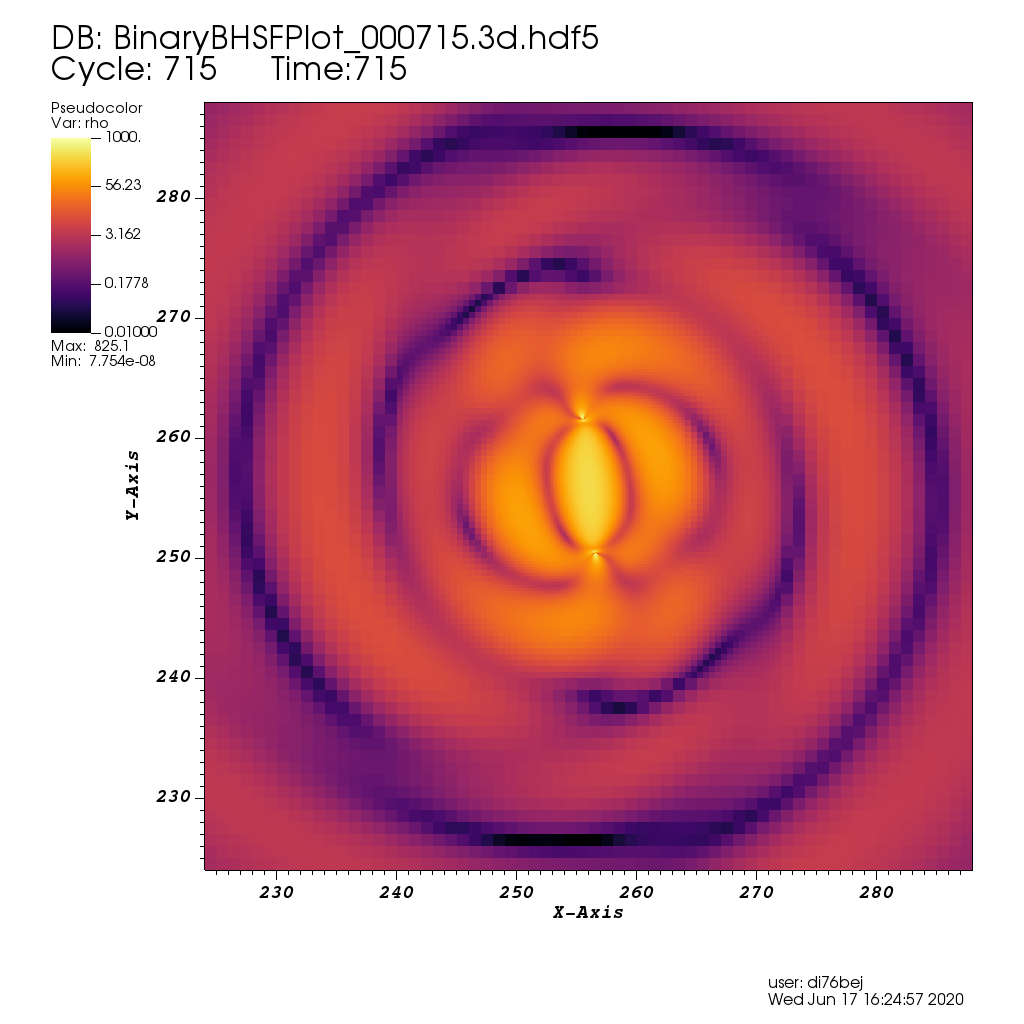 DB: BinaryBHSFPlot_000715.3d.hdf5
Cycle: 715 Time:715
Pseudocolor
Var: rho
1000.
56.23
3.162
0.1778
0.01000
Max: 825.1
Min: 7.754e-08
280
270
260
250
240
230
Y-Axis
230 240 250 260 270 280
X-Axis
user: di76bej
Wed Jun 17 16:24:57 2020